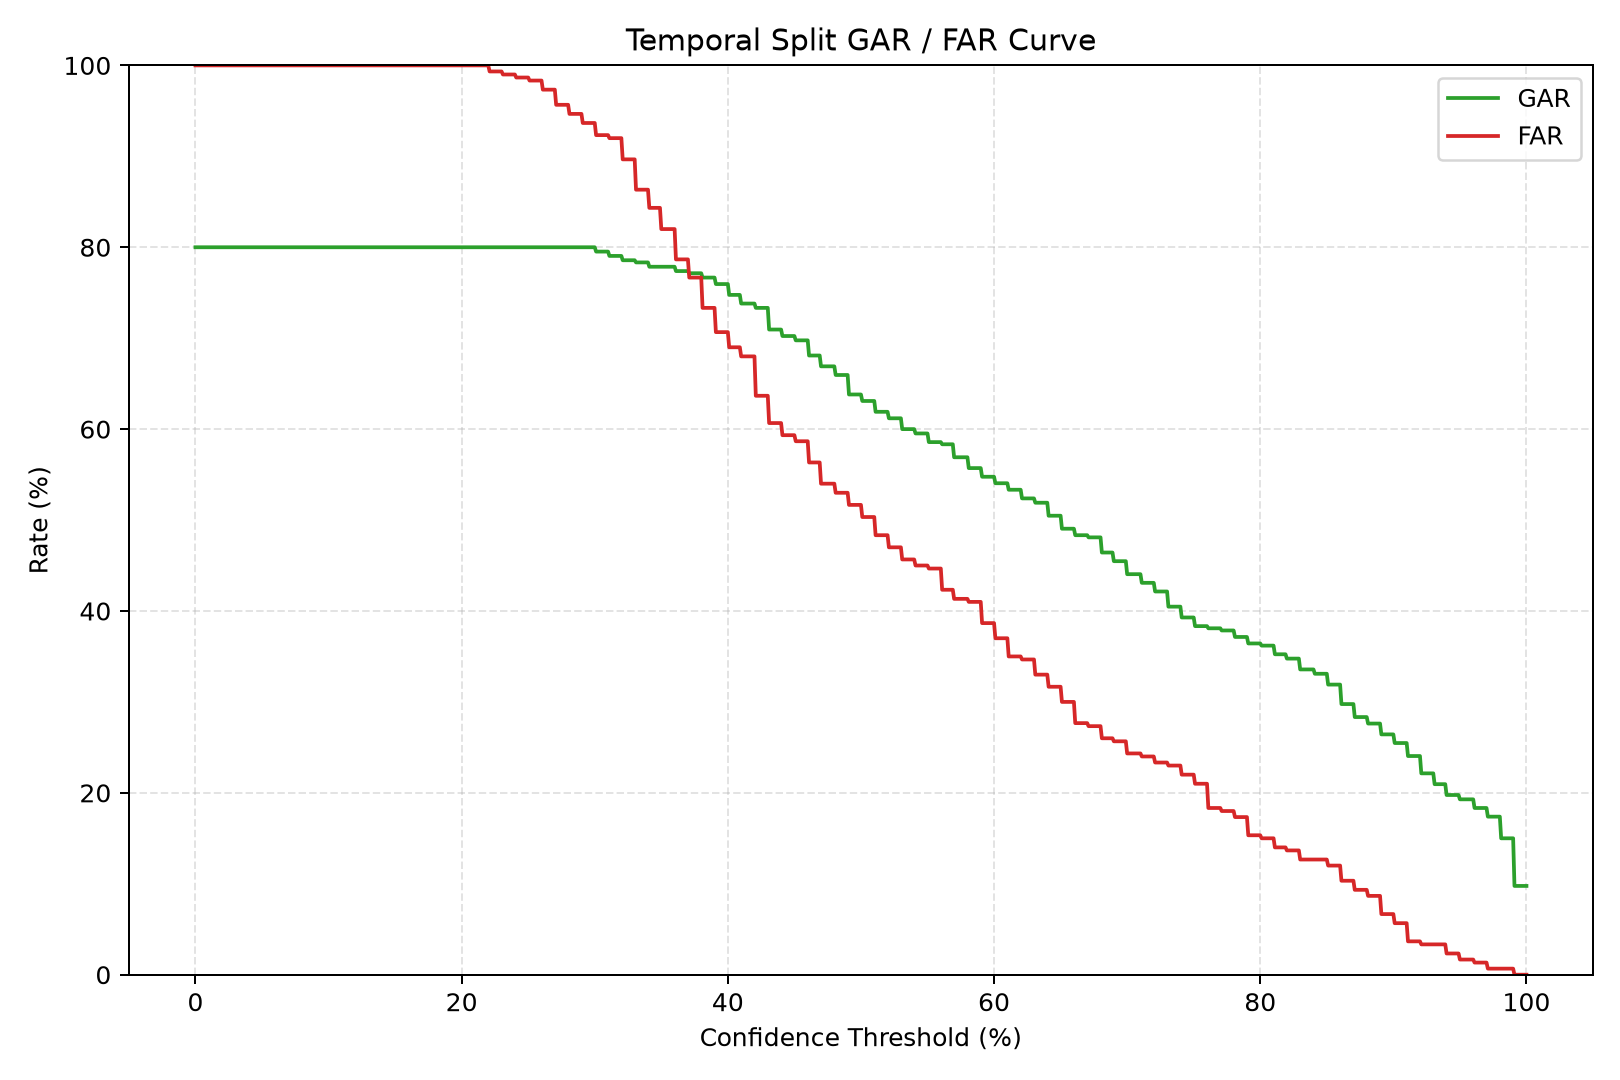 Temporal Split GAR / FAR Curve
100
80
60
40
20
0
Rate (%)
GAR
FAR
0 20 40 60 80 100
Confidence Threshold (%)